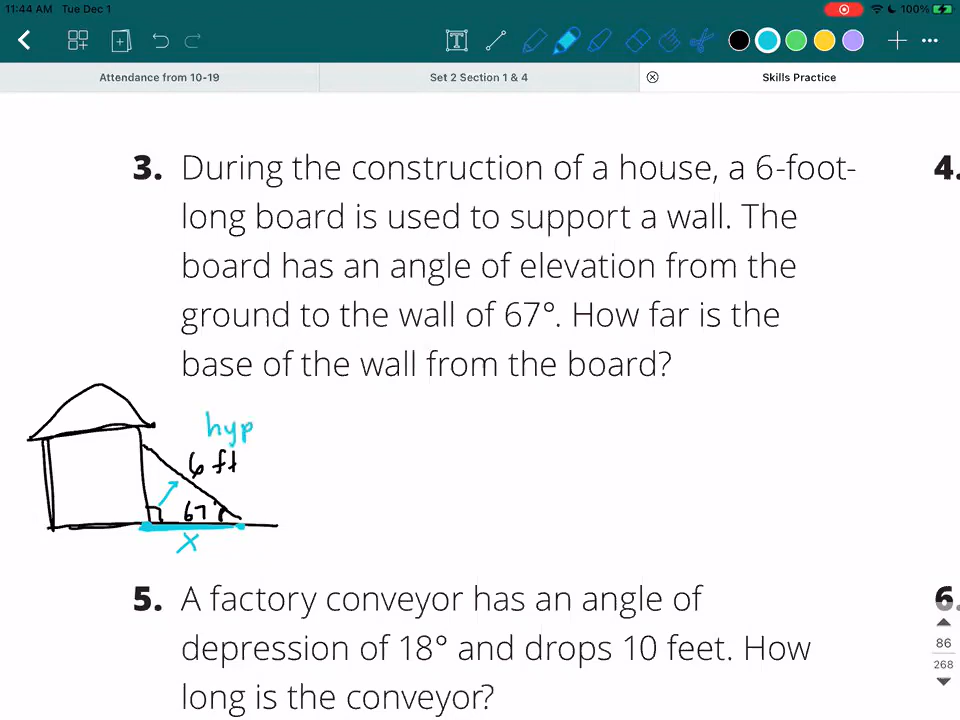 11:44 AM Tue Dec 1
100%
T
Attendance from 10-19
Set 2 Section 1 & 4
Skills Practice
3. During the construction of a house, a 6-foot-
long board is used to support a wall. The
board has an angle of elevation from the
ground to the wall of 67°. How far is the
base of the wall from the board?
4.
hyp
6 ft
67°
x
5. A factory conveyor has an angle of
depression of 18° and drops 10 feet. How
long is the conveyor?
6.
86
268